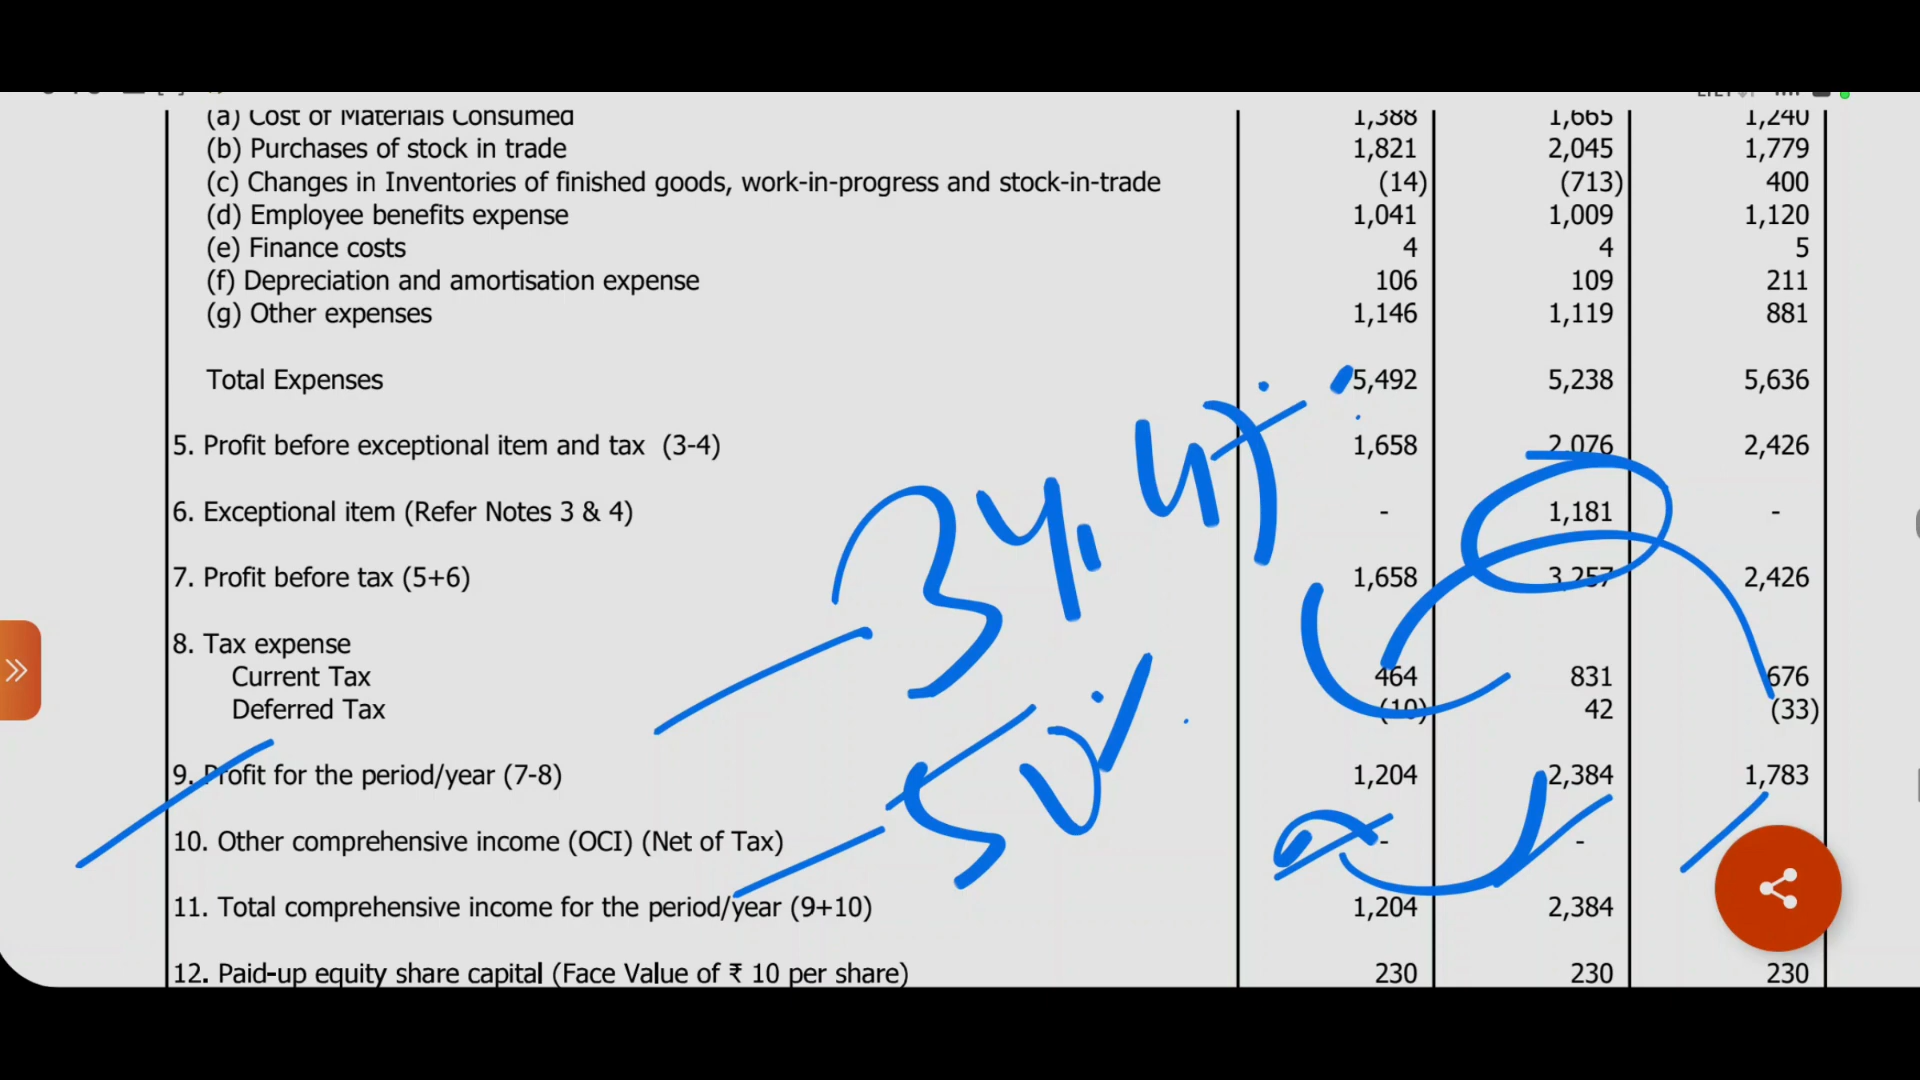 (a) Cost of Materials Consumed 1,388 1,665 1,240
(b) Purchases of stock in trade 1,821 2,045 1,779
(c) Changes in Inventories of finished goods, work-in-progress and stock-in-trade (14) (713) 400
(d) Employee benefits expense 1,041 1,009 1,120
(e) Finance costs 4 4 5
(f) Depreciation and amortisation expense 106 109 211
(g) Other expenses 1,146 1,119 881
Total Expenses 5,492 5,238 5,636
5. Profit before exceptional item and tax (3-4) 1,658 2,076 2,426
6. Exceptional item (Refer Notes 3 & 4) - 1,181 -
7. Profit before tax (5+6) 1,658 3,257 2,426
8. Tax expense
Current Tax 464 831 676
Deferred Tax (10) 42 (33)
9. Profit for the period/year (7-8) 1,204 2,384 1,783
10. Other comprehensive income (OCI) (Net of Tax) - -
11. Total comprehensive income for the period/year (9+10) 1,204 2,384
12. Paid-up equity share capital (Face Value of ₹ 10 per share) 230 230 230